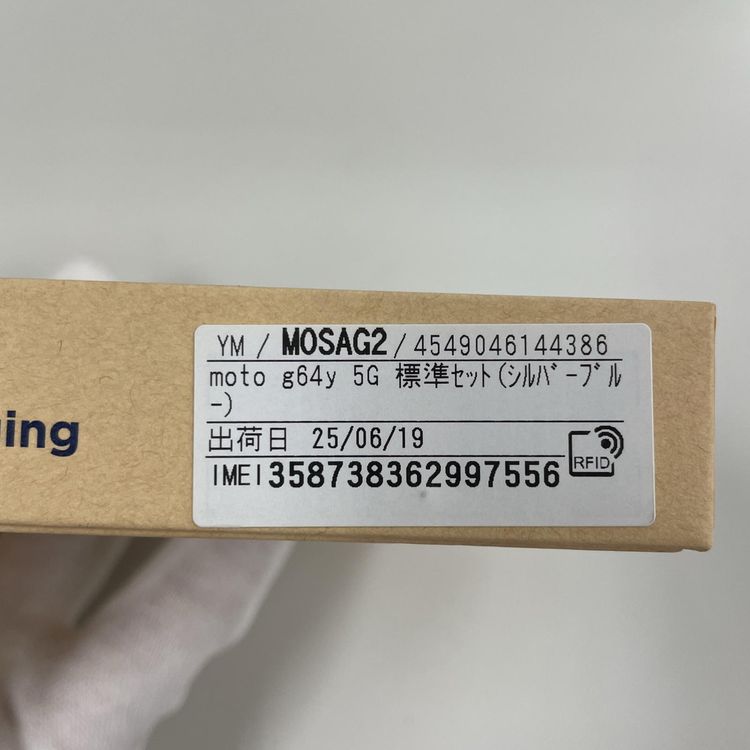 YM / MOSAG2 / 4549046144386
moto g64y 5G 標準ｾｯﾄ(ｼﾙﾊﾞｰﾌﾞﾙ
ｰ)
出荷日 25/06/19
RFID
IMEI 358738362997556
ing